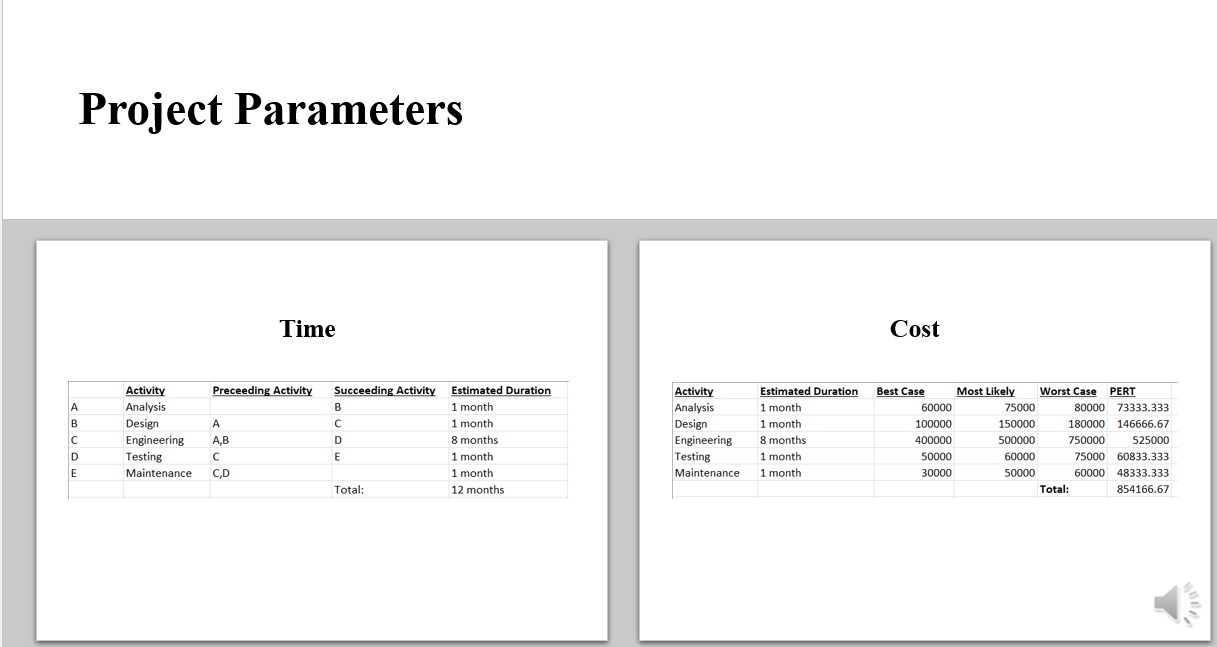 Project Parameters
Time
Activity Preceeding Activity Succeeding Activity Estimated Duration
A Analysis B 1 month
B Design A C 1 month
C Engineering A,B D 8 months
D Testing C E 1 month
E Maintenance C,D 1 month
Total: 12 months
Cost
Activity Estimated Duration Best Case Most Likely Worst Case PERT
Analysis 1 month 60000 75000 80000 73333.333
Design 1 month 100000 150000 180000 146666.67
Engineering 8 months 400000 500000 750000 525000
Testing 1 month 50000 60000 75000 60833.333
Maintenance 1 month 30000 50000 60000 48333.333
Total: 854166.67